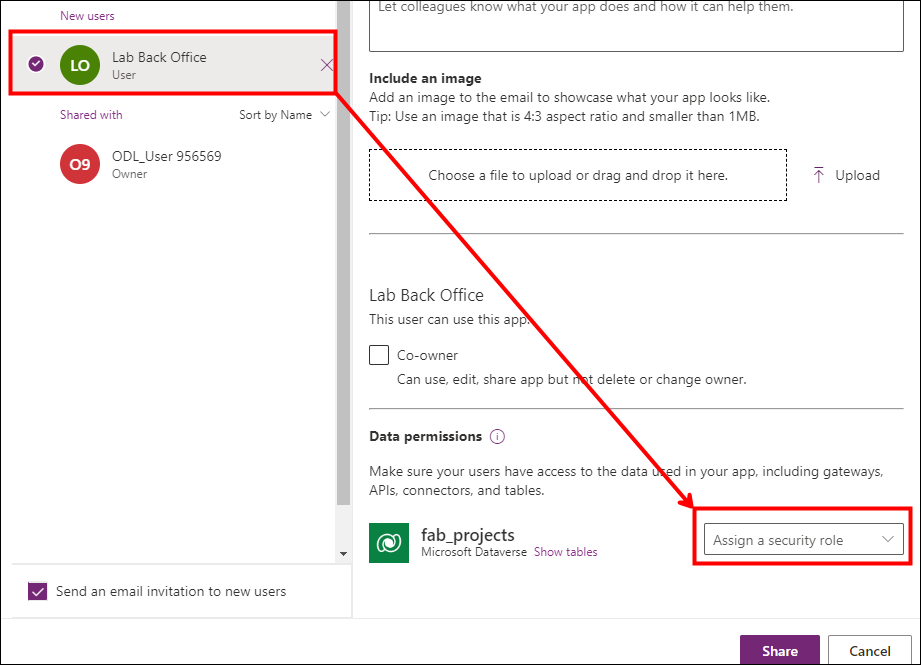 New users
LO
Lab Back Office
User
Shared with
Sort by Name
O9
ODL_User 956569
Owner
Send an email invitation to new users
Let colleagues know what your app does and how it can help them.
Include an image
Add an image to the email to showcase what your app looks like.
Tip: Use an image that is 4:3 aspect ratio and smaller than 1MB.
Choose a file to upload or drag and drop it here.
Upload
Lab Back Office
This user can use this app.
Co-owner
Can use, edit, share app but not delete or change owner.
Data permissions
Make sure your users have access to the data used in your app, including gateways,
APIs, connectors, and tables.
fab_projects
Microsoft Dataverse Show tables
Assign a security role
Share
Cancel